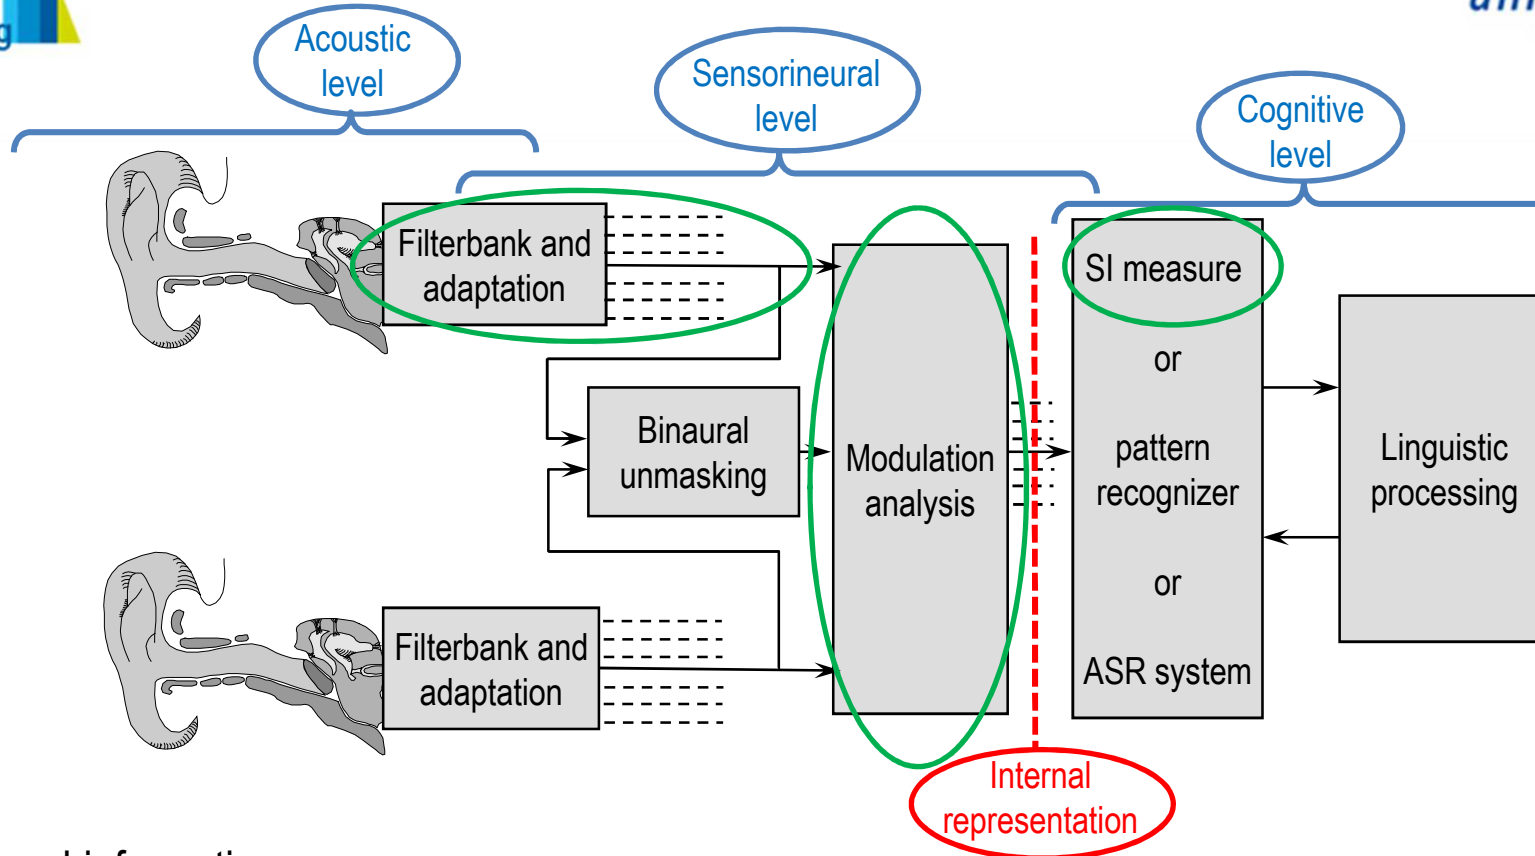 g
Acoustic
level
Sensorineural
level
Cognitive
level
Filterbank and
adaptation
SI measure
or
pattern
recognizer
or
ASR system
Binaural
unmasking
Modulation
analysis
Linguistic
processing
Filterbank and
adaptation
Internal
representation